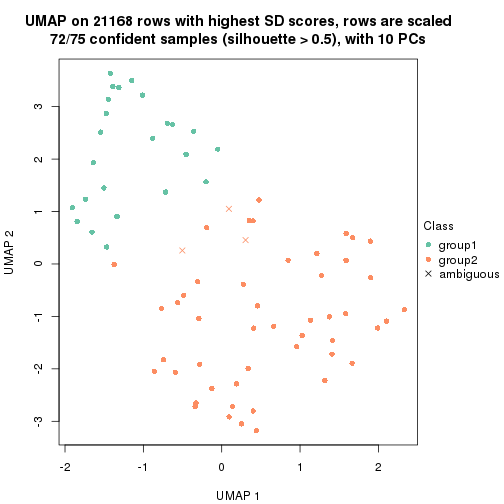 UMAP on 21168 rows with highest SD scores, rows are scaled
72/75 confident samples (silhouette > 0.5), with 10 PCs
3
2
1
0
-1
-2
-3
UMAP 2
-2
-1
0
1
2
UMAP 1
Class
group1
group2
ambiguous